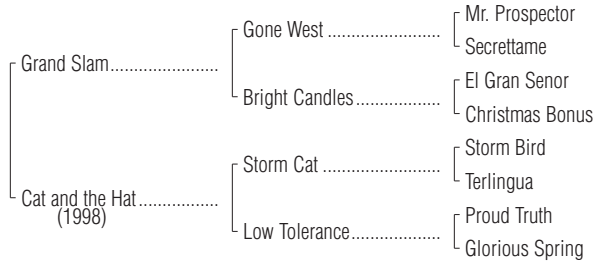 Mr. Prospector
Gone West ........................
Secrettame
Grand Slam.......................
El Gran Senor
Bright Candles..................
Christmas Bonus
Storm Bird
Storm Cat .........................
Terlingua
Cat and the Hat.................
(1998)
Proud Truth
Low Tolerance...................
Glorious Spring